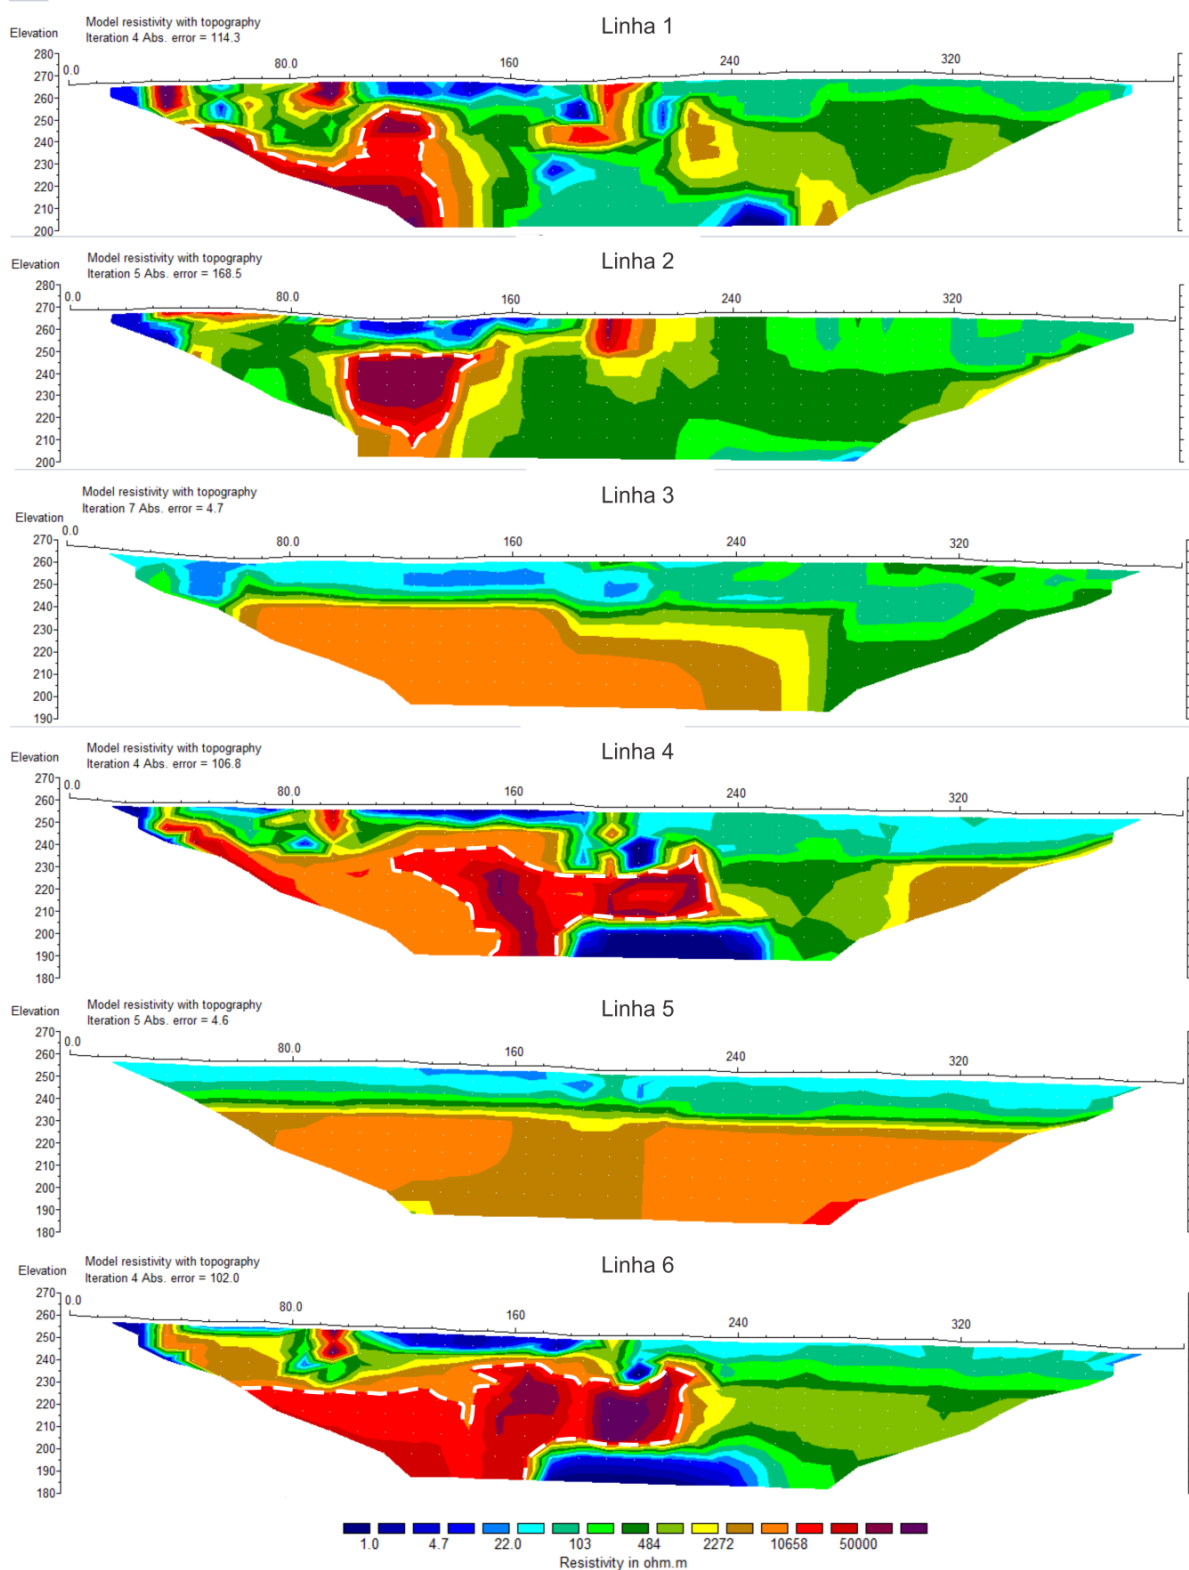 Linha 1
Model resistivity with topography
Elevation
Iteration 4 Abs. error = 114.3
0.0 80.0 160 240 320
280
270
260
250
240
230
220
210
200
Linha 2
Model resistivity with topography
Elevation
Iteration 5 Abs. error = 168.5
0.0 80.0 160 240 320
280
270
260
250
240
230
220
210
200
Linha 3
Model resistivity with topography
Iteration 7 Abs. error = 4.7
Elevation
0.0 80.0 160 240 320
270
260
250
240
230
220
210
200
190
Linha 4
Model resistivity with topography
Elevation
Iteration 4 Abs. error = 106.8
0.0 80.0 160 240 320
270
260
250
240
230
220
210
200
190
180
Linha 5
Model resistivity with topography
Elevation
Iteration 5 Abs. error = 4.6
0.0 80.0 160 240 320
270
260
250
240
230
220
210
200
190
180
Linha 6
Model resistivity with topography
Elevation
Iteration 4 Abs. error = 102.0
0.0 80.0 160 240 320
270
260
250
240
230
220
210
200
190
180
1.0 4.7 22.0 103 484 2272 10658 50000
Resistivity in ohm.m